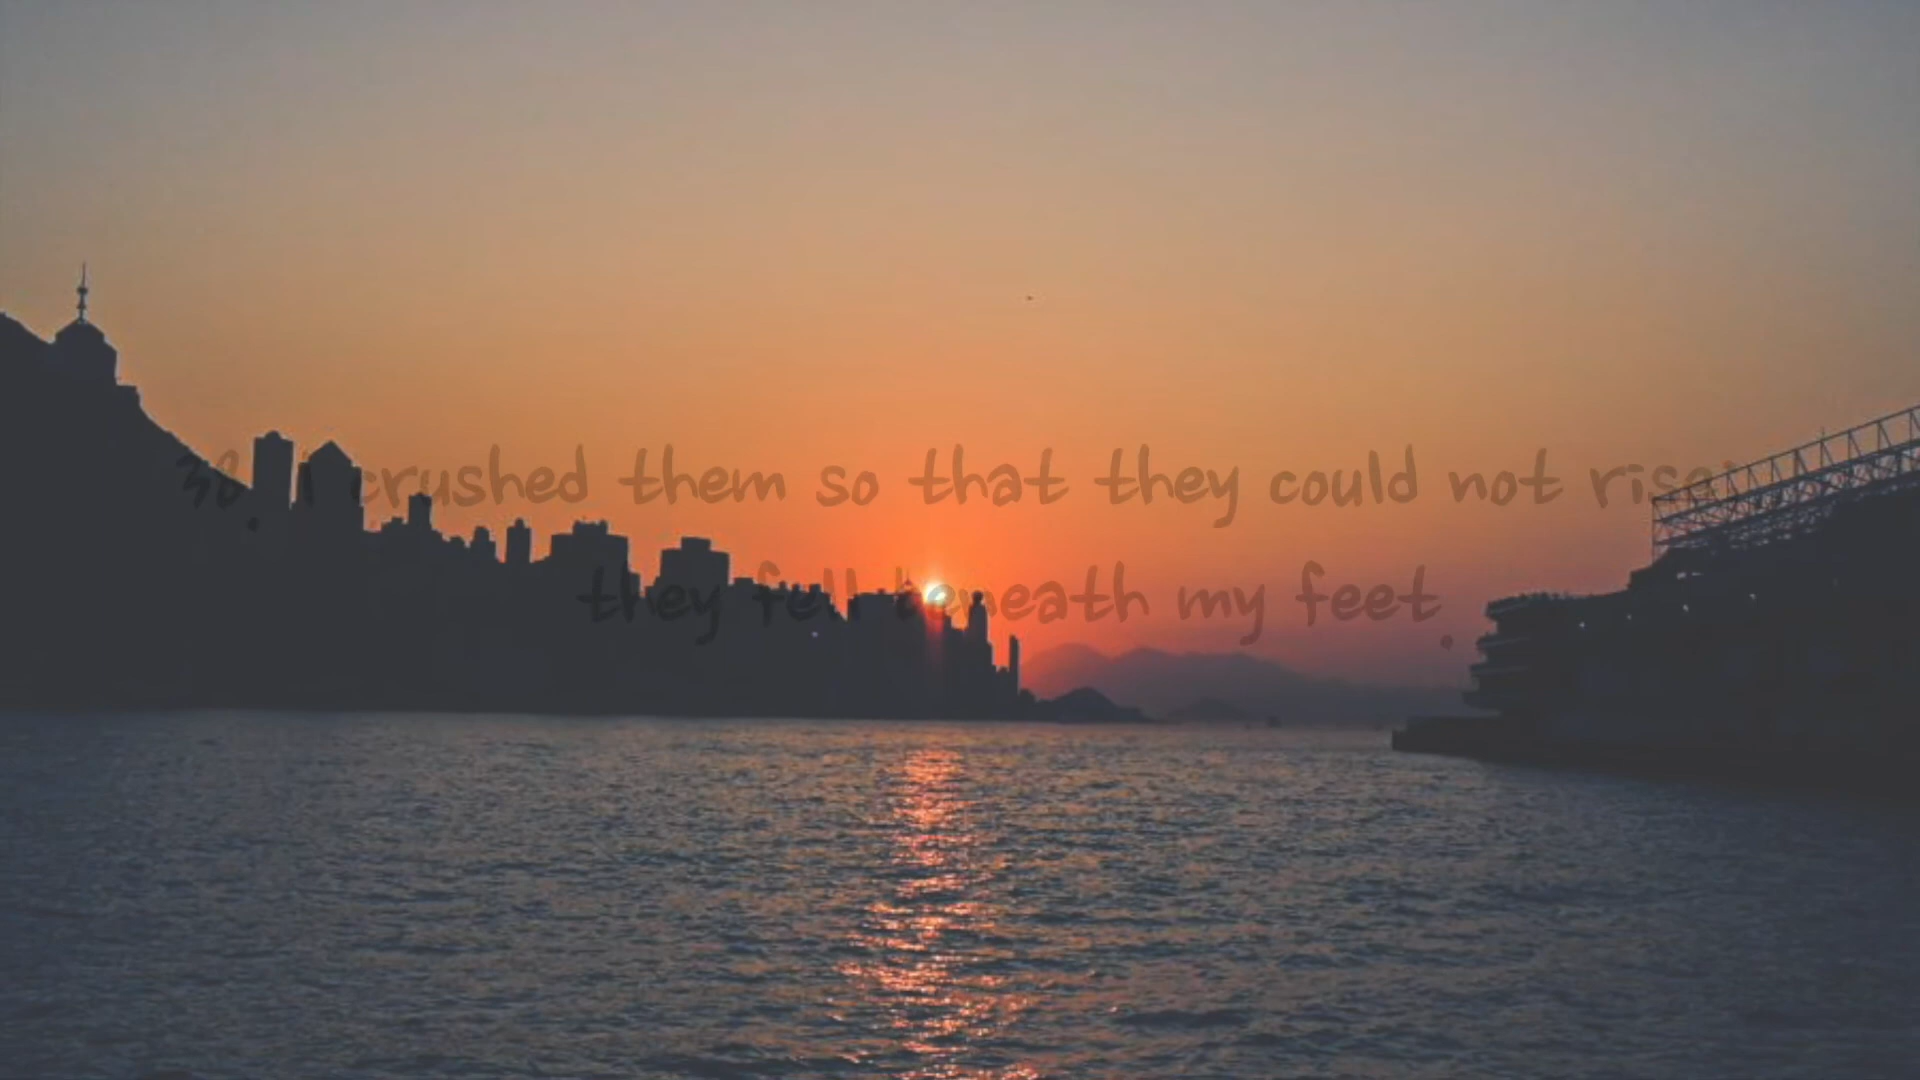 38. I crushed them so that they could not rise;
they fell beneath my feet.